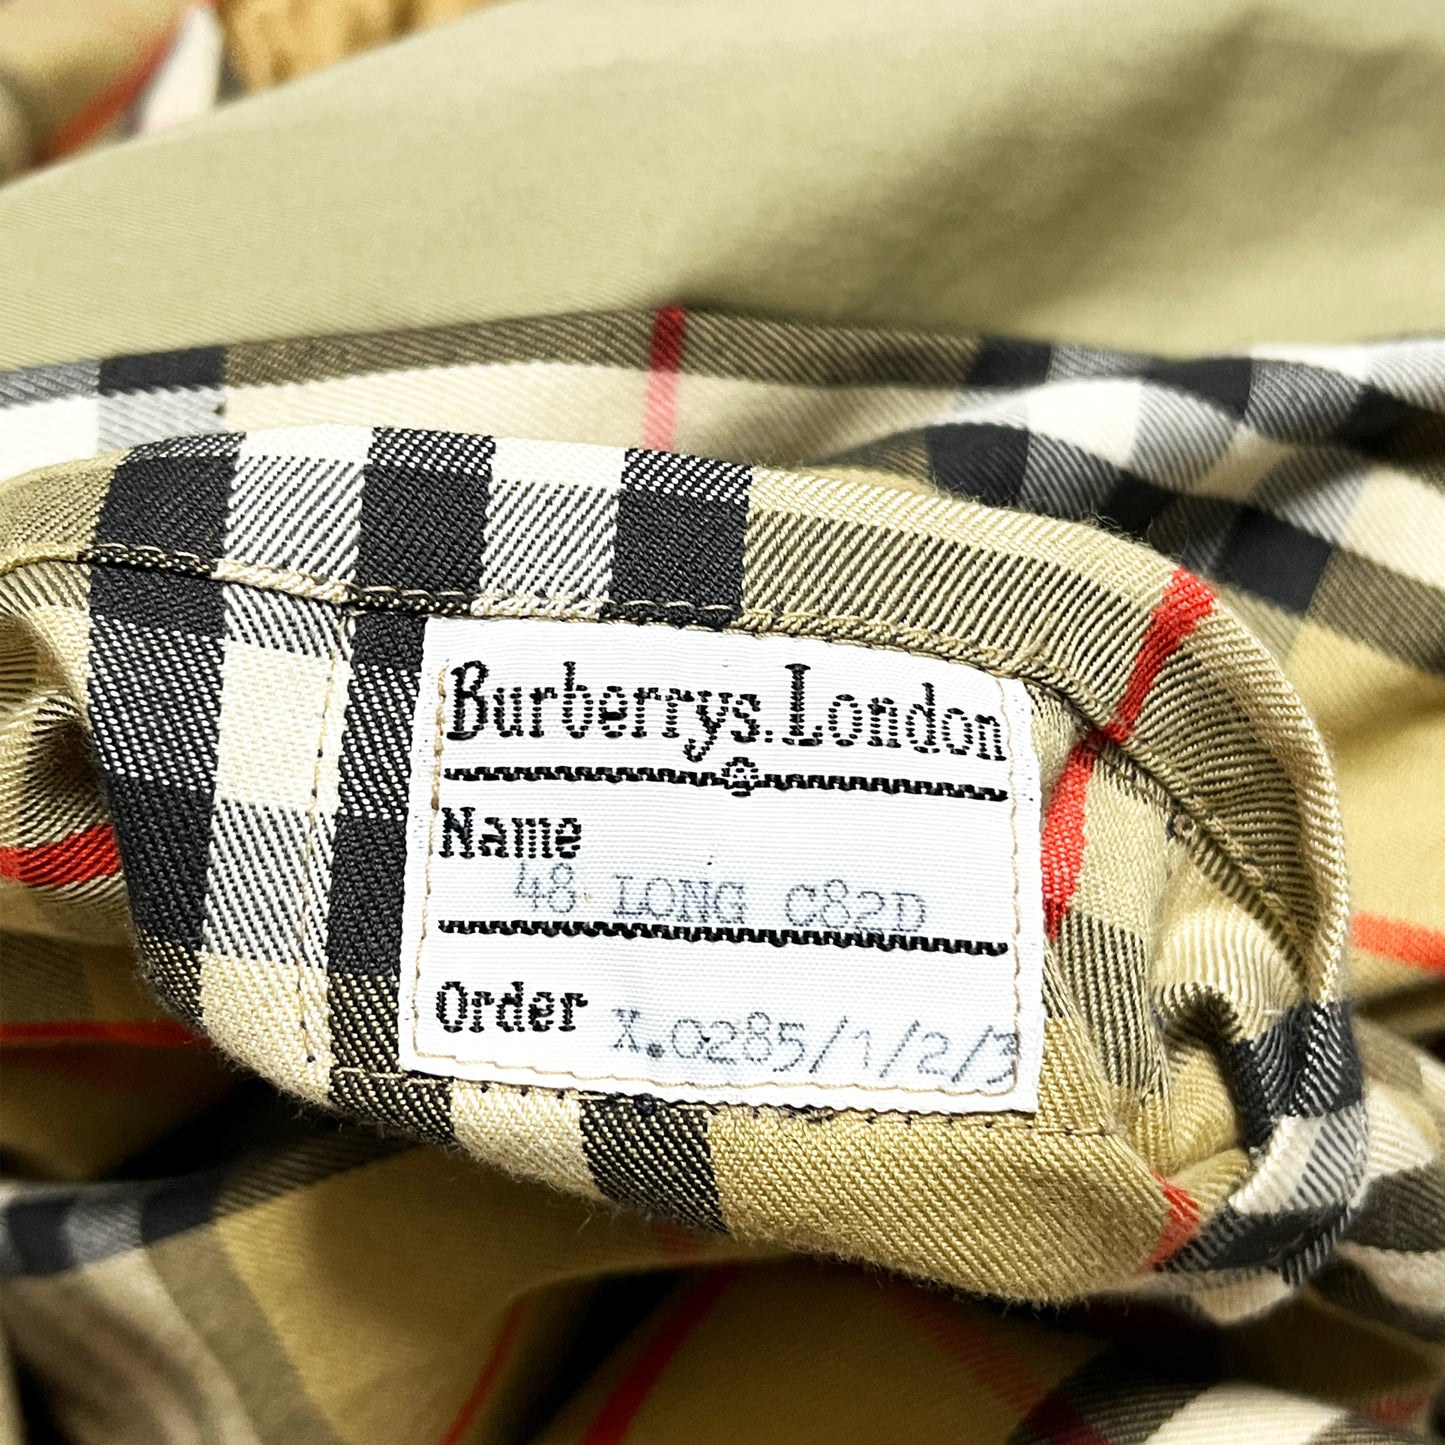 Burberrys. London
Name
48 LONG C82D
Order X.0285/1/2/3